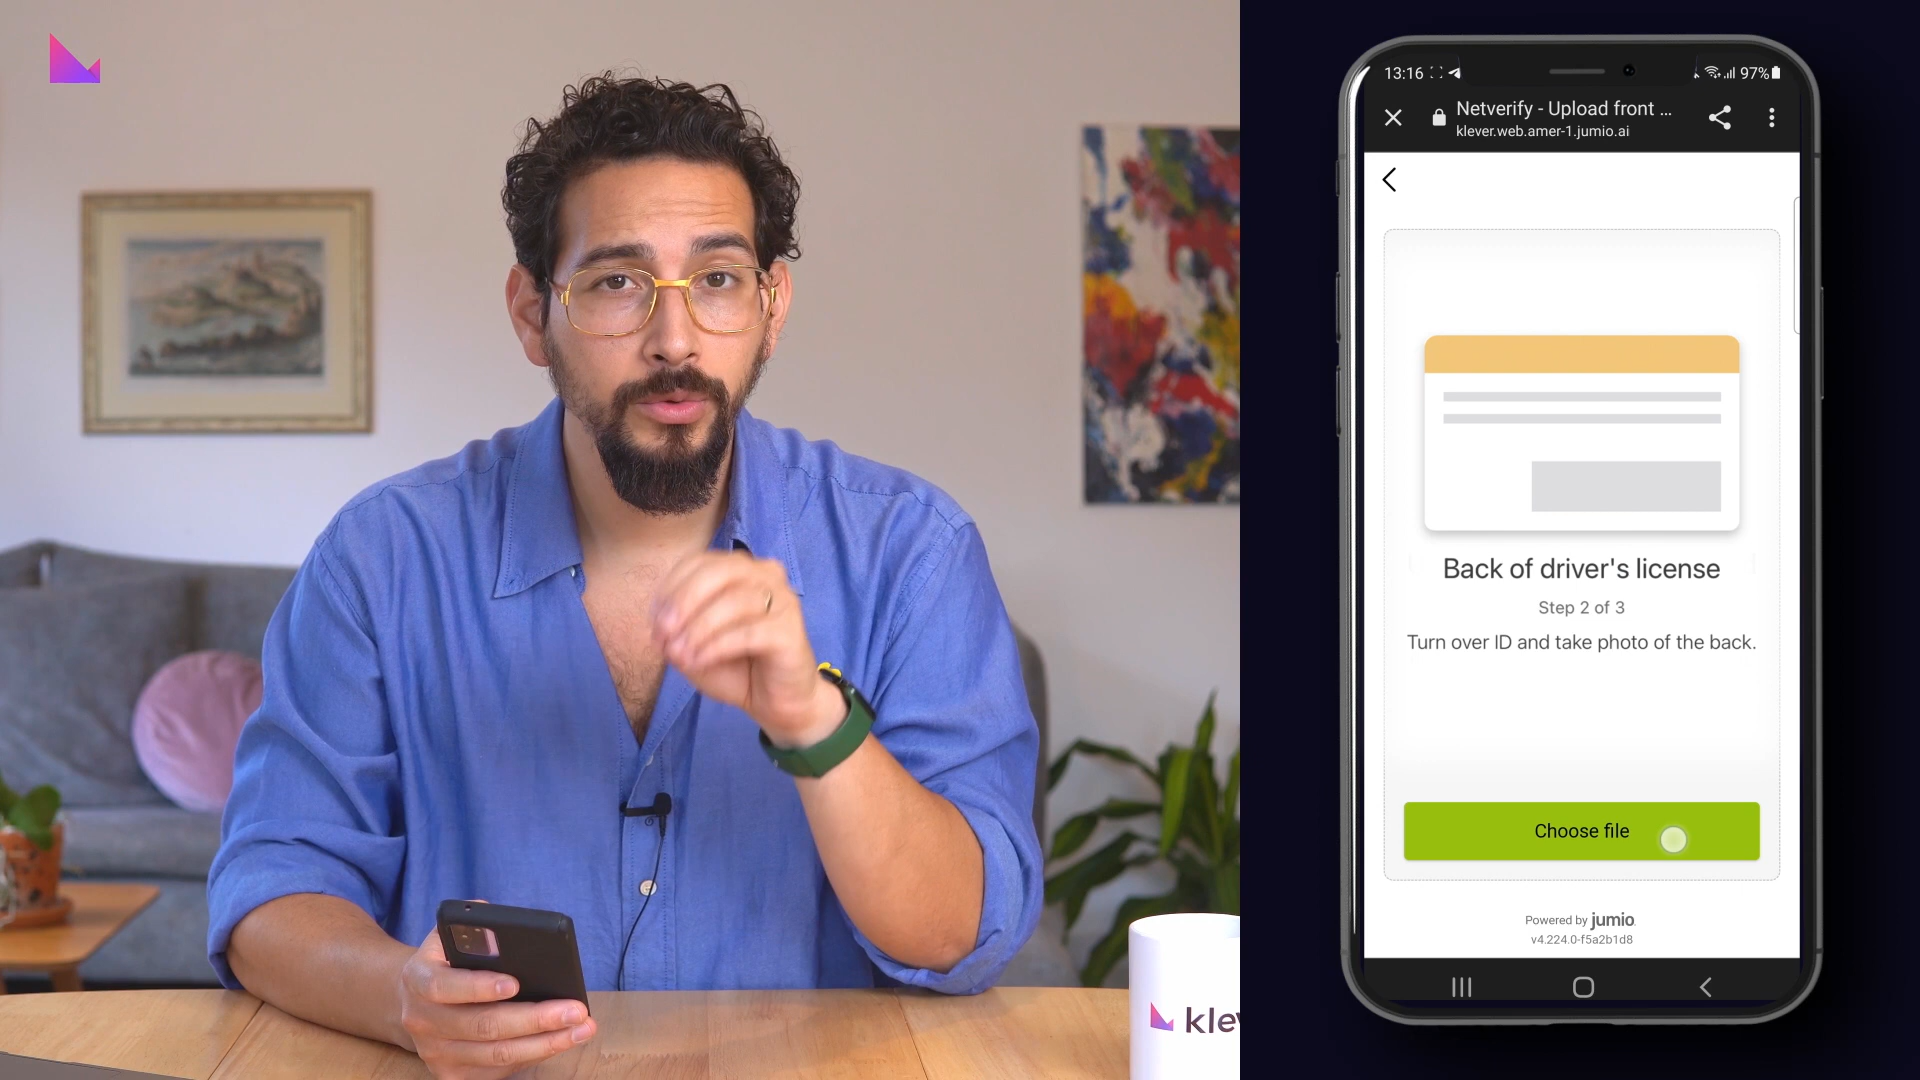 kle
13:16
97%
Netverify - Upload front ...
klever.web.amer-1.jumio.ai
Back of driver's license
Step 2 of 3
Turn over ID and take photo of the back.
Choose file
Powered by jumio.
v4.224.0-f5a2b1d8